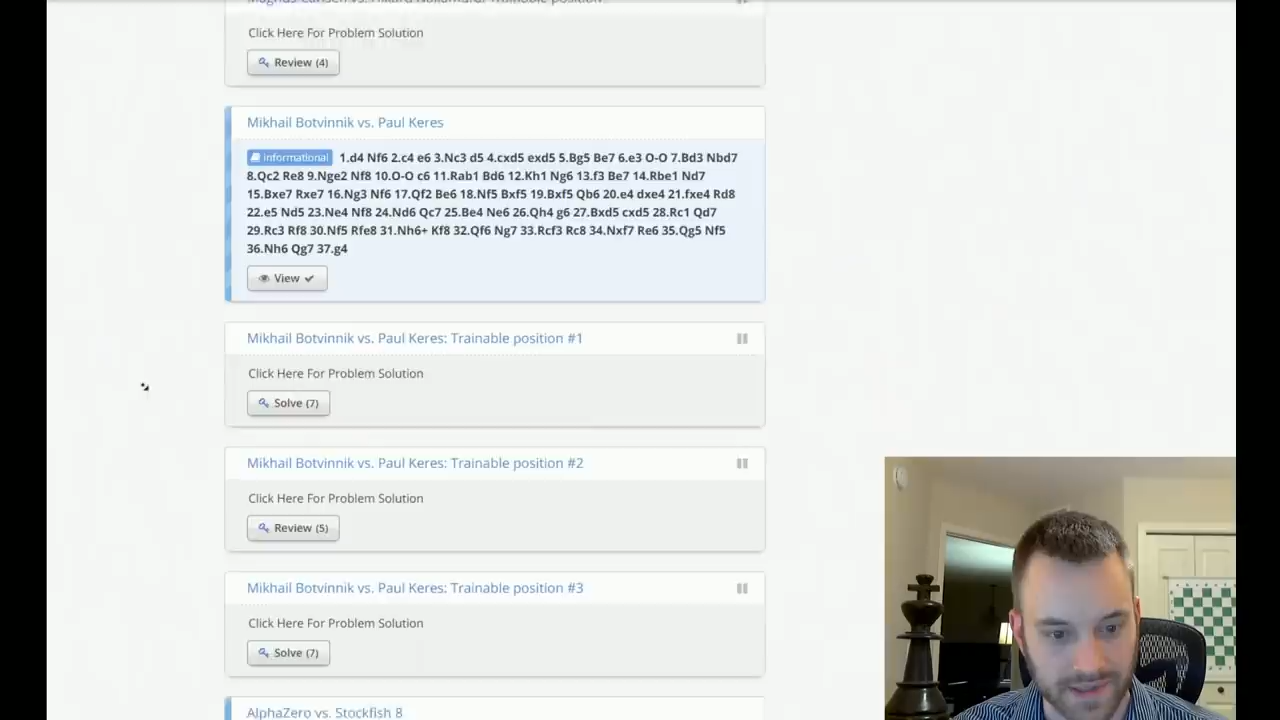 Magnus Carlsen vs. Hikaru Nakamura: Trainable position
Click Here For Problem Solution
Review (4)
Mikhail Botvinnik vs. Paul Keres
Informational 1.d4 Nf6 2.c4 e6 3.Nc3 d5 4.cxd5 exd5 5.Bg5 Be7 6.e3 O-O 7.Bd3 Nbd7
8.Qc2 Re8 9.Nge2 Nf8 10.O-O c6 11.Rab1 Bd6 12.Kh1 Ng6 13.f3 Be7 14.Rbe1 Nd7
15.Bxe7 Rxe7 16.Ng3 Nf6 17.Qf2 Be6 18.Nf5 Bxf5 19.Bxf5 Qb6 20.e4 dxe4 21.fxe4 Rd8
22.e5 Nd5 23.Ne4 Nf8 24.Nd6 Qc7 25.Be4 Ne6 26.Qh4 g6 27.Bxd5 cxd5 28.Rc1 Qd7
29.Rc3 Rf8 30.Nf5 Rfe8 31.Nh6+ Kf8 32.Qf6 Ng7 33.Rcf3 Rc8 34.Nxf7 Re6 35.Qg5 Nf5
36.Nh6 Qg7 37.g4
View
Mikhail Botvinnik vs. Paul Keres: Trainable position #1
Click Here For Problem Solution
Solve (7)
Mikhail Botvinnik vs. Paul Keres: Trainable position #2
Click Here For Problem Solution
Review (5)
Mikhail Botvinnik vs. Paul Keres: Trainable position #3
Click Here For Problem Solution
Solve (7)
AlphaZero vs. Stockfish 8